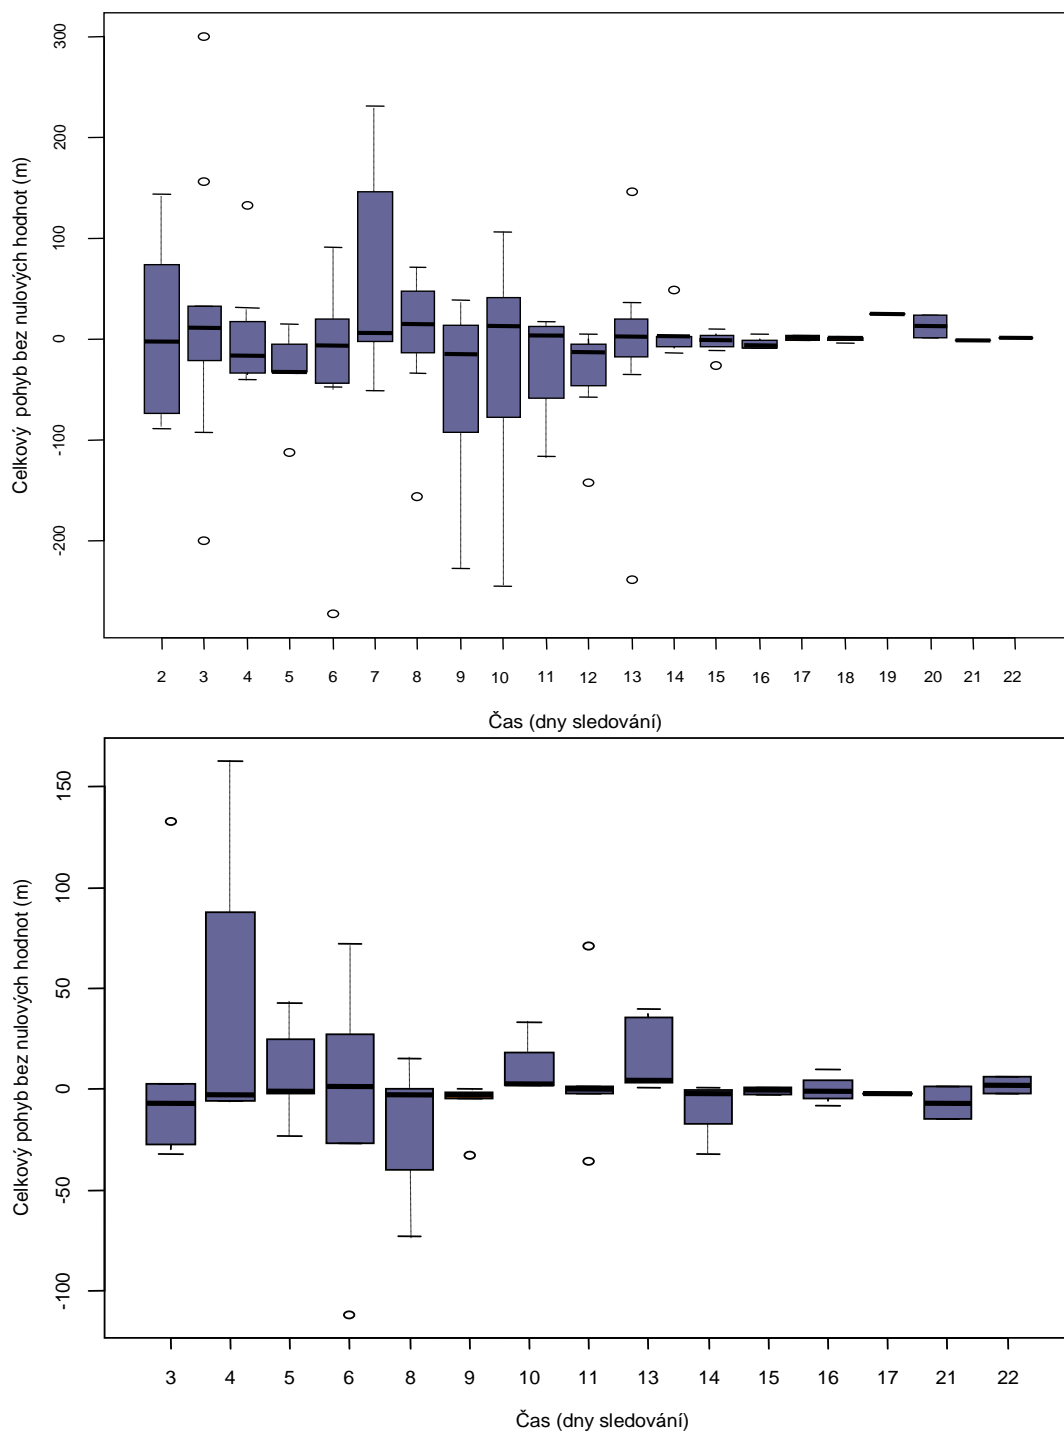 300
200
100
0
-100
-200
Celkový pohyb bez nulových hodnot (m)
2 3 4 5 6 7 8 9 10 11 12 13 14 15 16 17 18 19 20 21 22
Čas (dny sledování)
150
100
50
0
-50
-100
Celkový pohyb bez nulových hodnot (m)
3 4 5 6 8 9 10 11 13 14 15 16 17 21 22
Čas (dny sledování)